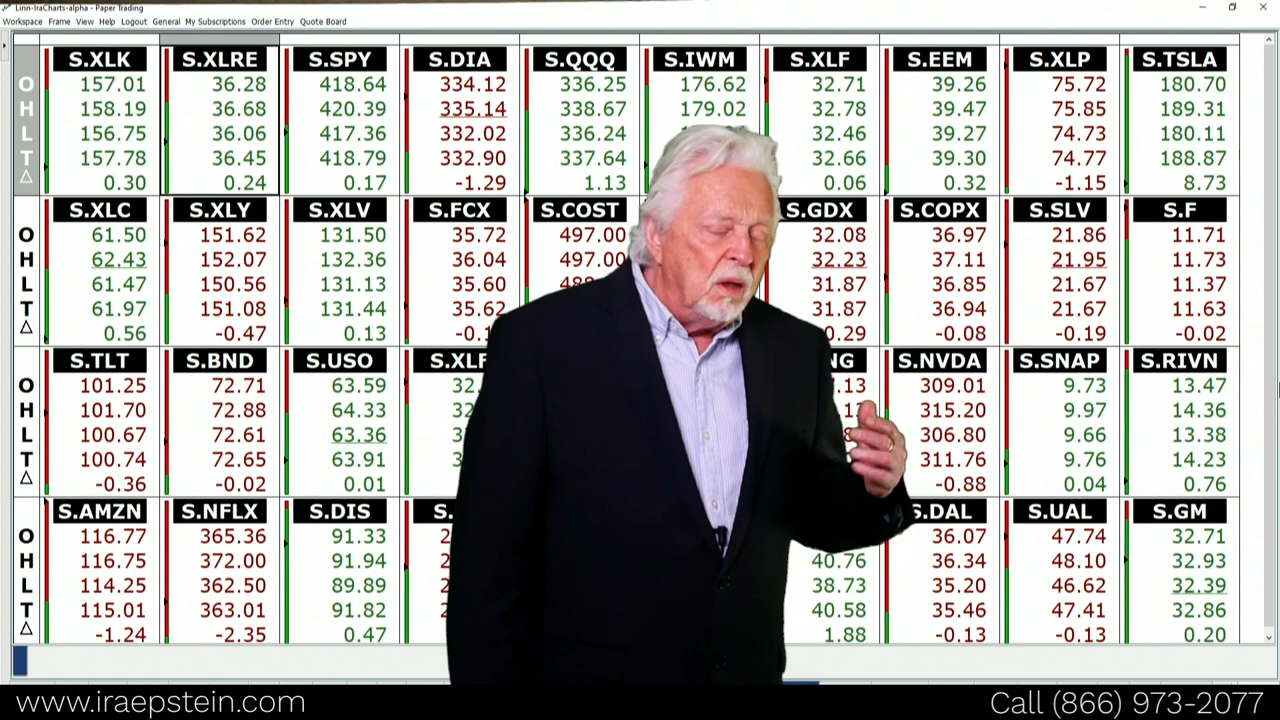 Linn-IraCharts-alpha - Paper Trading
Workspace Frame View Help Logout General My Subscriptions Order Entry Quote Board
S.XLK S.XLRE S.SPY S.DIA S.QQQ S.IWM S.XLF S.EEM S.XLP S.TSLA
O 157.01 36.28 418.64 334.12 336.25 176.62 32.71 39.26 75.72 180.70
H 158.19 36.68 420.39 335.14 338.67 179.02 32.78 39.47 75.85 189.31
L 156.75 36.06 417.36 332.02 336.24 32.46 39.27 74.73 180.11
T 157.78 36.45 418.79 332.90 337.64 32.66 39.30 74.77 188.87
△ 0.30 0.24 0.17 -1.29 1.13 0.06 0.32 -1.15 8.73
S.XLC S.XLY S.XLV S.FCX S.COST S.GDX S.COPX S.SLV S.F
O 61.50 151.62 131.50 35.72 497.00 32.08 36.97 21.86 11.71
H 62.43 152.07 132.36 36.04 497.00 32.23 37.11 21.95 11.73
L 61.47 150.56 131.13 35.60 31.87 36.85 21.67 11.37
T 61.97 151.08 131.44 35.62 31.87 36.94 21.67 11.63
△ 0.56 -0.47 0.13 0.29 -0.08 -0.19 -0.02
S.TLT S.BND S.USO S.XLF S.NVDA S.SNAP S.RIVN
O 101.25 72.71 63.59 309.01 9.73 13.47
H 101.70 72.88 64.33 315.20 9.97 14.36
L 100.67 72.61 63.36 306.80 9.66 13.38
T 100.74 72.65 63.91 311.76 9.76 14.23
△ -0.36 -0.02 0.01 -0.88 0.04 0.76
S.AMZN S.NFLX S.DIS S.DAL S.UAL S.GM
O 116.77 365.36 91.33 36.07 47.74 32.71
H 116.75 372.00 91.94 40.76 36.34 48.10 32.93
L 114.25 362.50 89.89 38.73 35.20 46.62 32.39
T 115.01 363.01 91.82 40.58 35.46 47.41 32.86
△ -1.24 -2.35 0.47 1.88 -0.13 -0.13 0.20
www.iraepstein.com Call (866) 973-2077